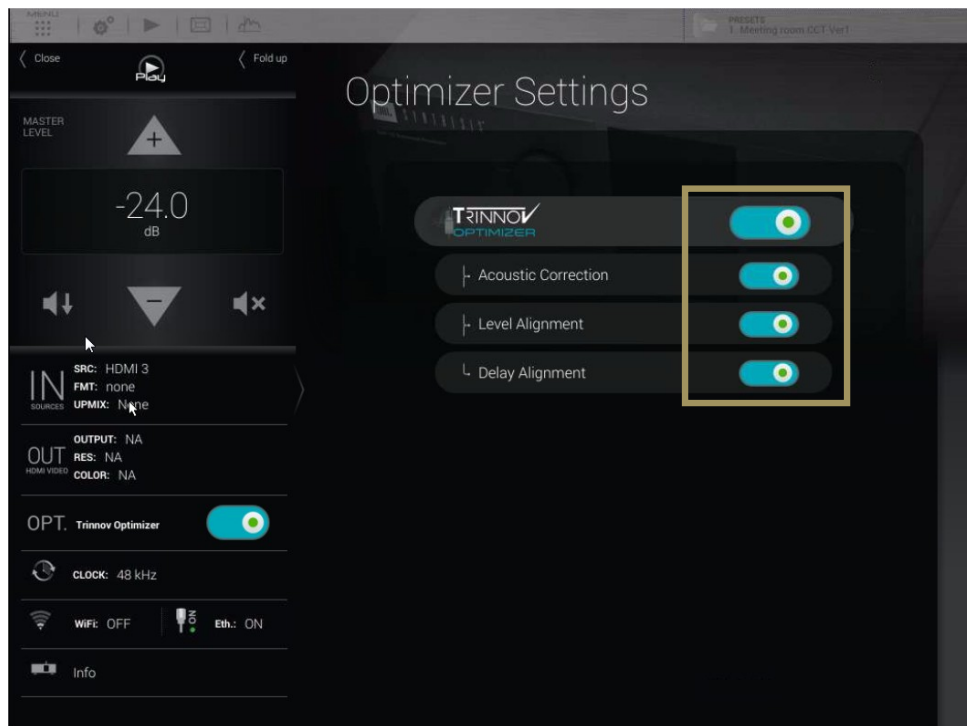 MENU
PRESETS
1. Meeting room CCT-Ver1
Close
Play
Fold up
Optimizer Settings
MASTER
LEVEL
-24.0
dB
TRINNOV
OPTIMIZER
Acoustic Correction
Level Alignment
Delay Alignment
IN
SOURCES
SRC: HDMI 3
FMT: none
UPMIX: None
OUT
HDMI VIDEO
OUTPUT: NA
RES: NA
COLOR: NA
OPT. Trinnov Optimizer
CLOCK: 48 kHz
WiFi: OFF
ON
Eth.: ON
Info